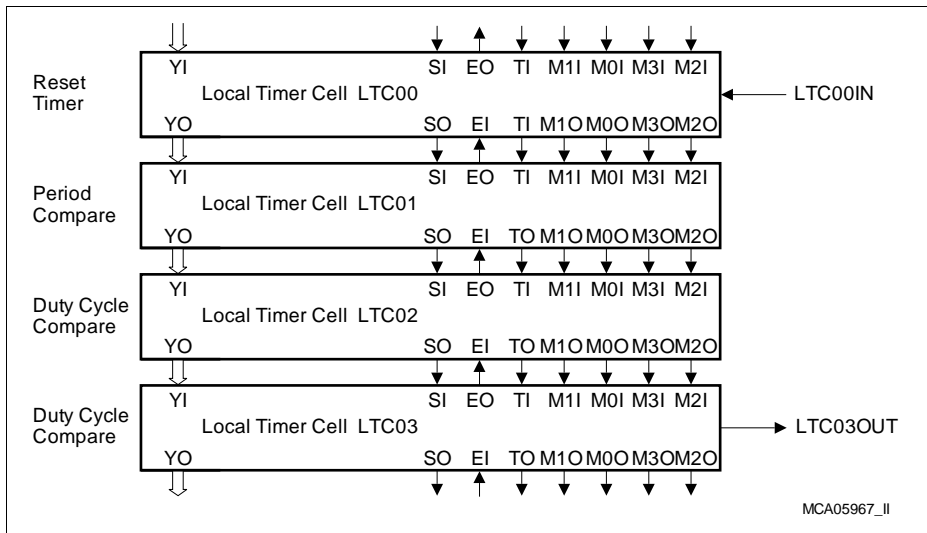 YI SI EO TI M1I M0I M3I M2I
Reset
Timer
Local Timer Cell LTC00
LTC00IN
YO SO EI TI M1O M0O M3O M2O
YI SI EO TI M1I M0I M3I M2I
Period
Compare
Local Timer Cell LTC01
YO SO EI TO M1O M0O M3O M2O
YI SI EO TI M1I M0I M3I M2I
Duty Cycle
Compare
Local Timer Cell LTC02
YO SO EI TO M1O M0O M3O M2O
YI SI EO TI M1I M0I M3I M2I
Duty Cycle
Compare
Local Timer Cell LTC03
LTC03OUT
YO SO EI TO M1O M0O M3O M2O
MCA05967_II